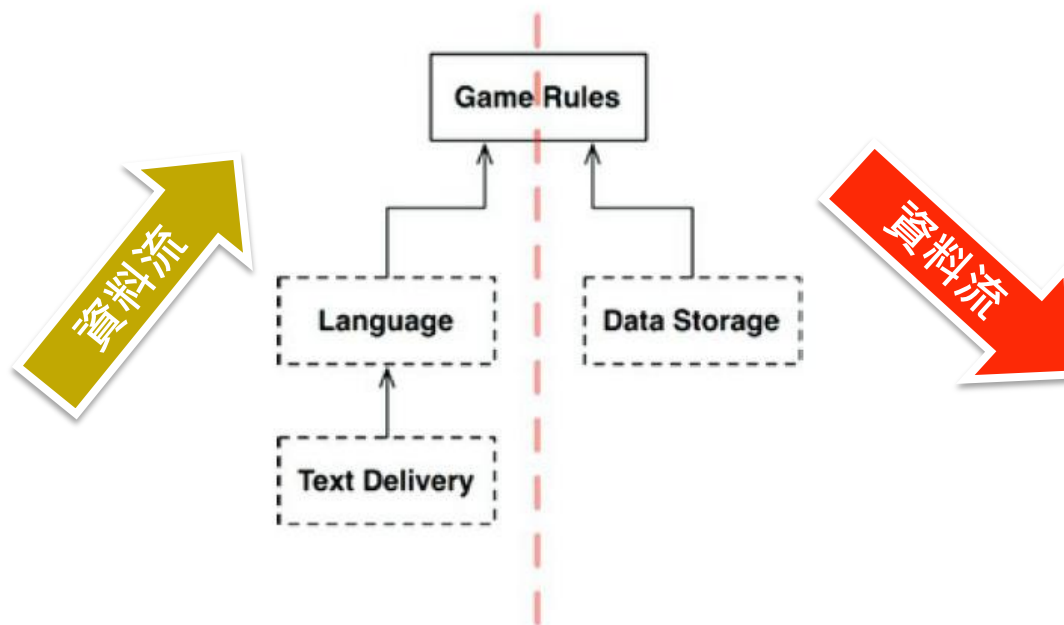 Game Rules
資料流
資料流
Language
Data Storage
Text Delivery